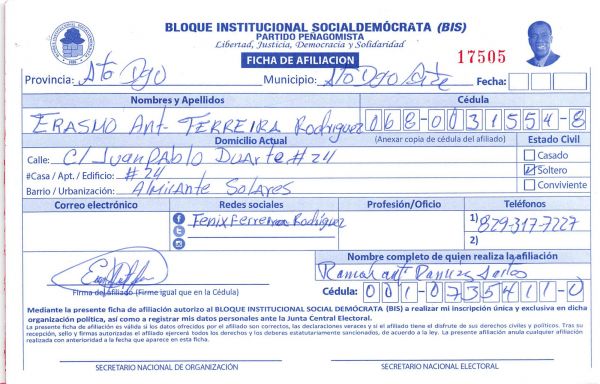 BLOQUE INSTITUCIONAL SOCIALDEMÓCRATA (BIS)
PARTIDO PEÑAGOMISTA
Libertad, Justicia, Democracia y Solidaridad
FICHA DE AFILIACION
17505
Provincia: Sto Dgo Municipio: Sto Dgo Este Fecha:
Nombres y Apellidos Cédula
ERASMO Ant- FERREIRA Rodriguez 068-0031554-8
Domicilio Actual (Anexar copia de cédula del afiliado) Estado Civil
Calle: C/ Juan Pablo Duarte #24 Casado
#Casa / Apt. / Edificio: #24 Soltero
Barrio / Urbanización: Almirante Solares Conviviente
Correo electrónico Redes sociales Profesión/Oficio Teléfonos
Fenix Ferreira Rodriguez 1) 829-317-7227
2)
Nombre completo de quien realiza la afiliación
Ramon ant Ramirez Santos
Firma de Afiliado (Firme igual que en la Cédula) Cédula: 001-0735411-0
Mediante la presente ficha de afiliación autorizo al BLOQUE INSTITUCIONAL SOCIAL DEMÓCRATA (BIS) a realizar mi inscripción única y exclusiva en dicha
organización política, así como a registrar mis datos personales ante la Junta Central Electoral.
La presente ficha de afiliación será válida si los datos ofrecidos por el afiliado son correctos, las declaraciones veraces y si el afiliado tiene el disfrute de sus derechos civiles y políticos. Tras su
recepción, sello y firmas autorizadas el afiliado ejercerá todos los derechos y los deberes estatutariamente sancionados, de acuerdo a la ley. La presente afiliación anula cualquier afiliación
realizada con anterioridad a la fecha que aparece en esta ficha.
SECRETARIO NACIONAL DE ORGANIZACIÓN SECRETARIO NACIONAL ELECTORAL